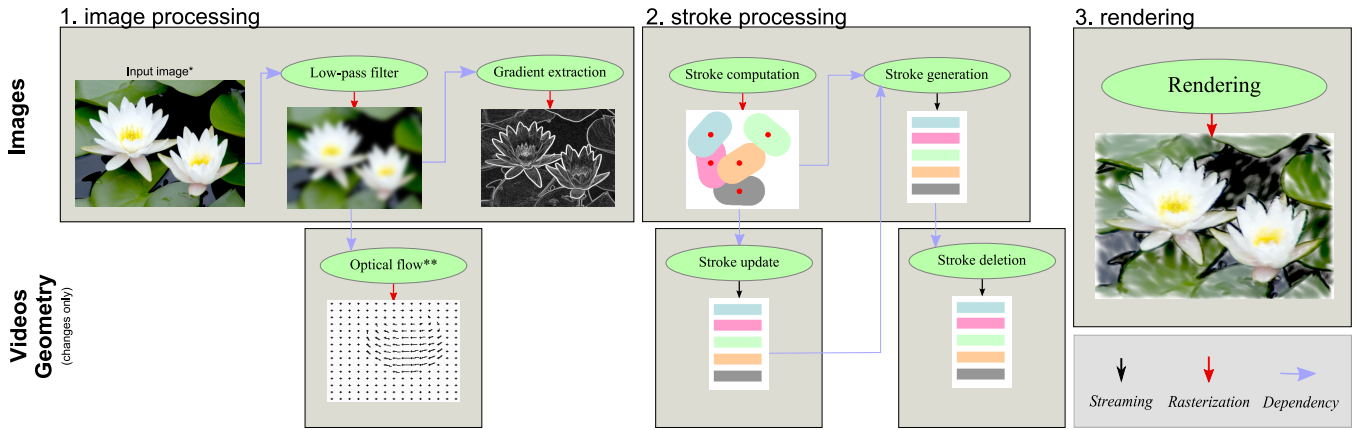 1. image processing
2. stroke processing
3. rendering
Images
Input image*
Low-pass filter
Gradient extraction
Stroke computation
Stroke generation
Rendering
Videos
Geometry
(changes only)
Optical flow**
Stroke update
Stroke deletion
Streaming
Rasterization
Dependency